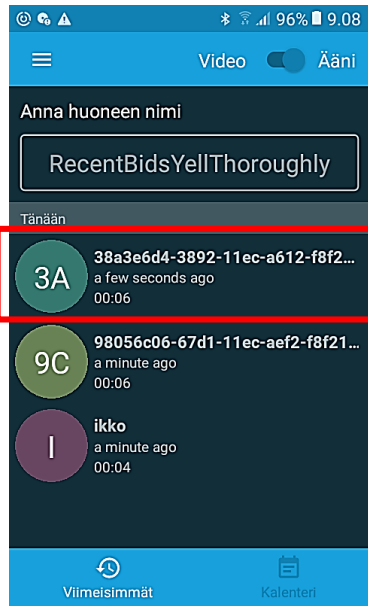 96% 9.08
Video Ääni
Anna huoneen nimi
RecentBidsYellThoroughly
Tänään
3A
38a3e6d4-3892-11ec-a612-f8f2...
a few seconds ago
00:06
9C
98056c06-67d1-11ec-aef2-f8f21...
a minute ago
00:06
I
ikko
a minute ago
00:04
Viimeisimmät Kalenteri